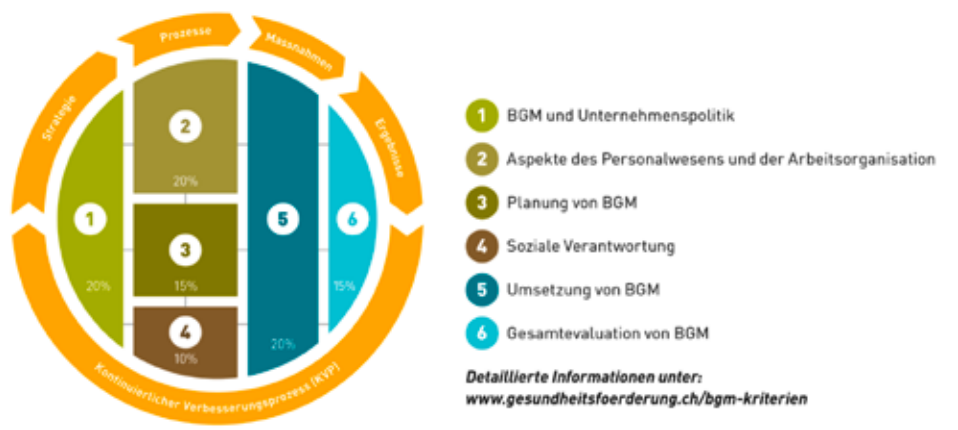 Prozesse
Massnahmen
Strategie
Ergebnisse
2
20%
1
20%
3
15%
5
20%
6
15%
4
10%
Kontinuierlicher Verbesserungsprozess (KVP)
1 BGM und Unternehmenspolitik
2 Aspekte des Personalwesens und der Arbeitsorganisation
3 Planung von BGM
4 Soziale Verantwortung
5 Umsetzung von BGM
6 Gesamtevaluation von BGM
Detaillierte Informationen unter:
www.gesundheitsfoerderung.ch/bgm-kriterien